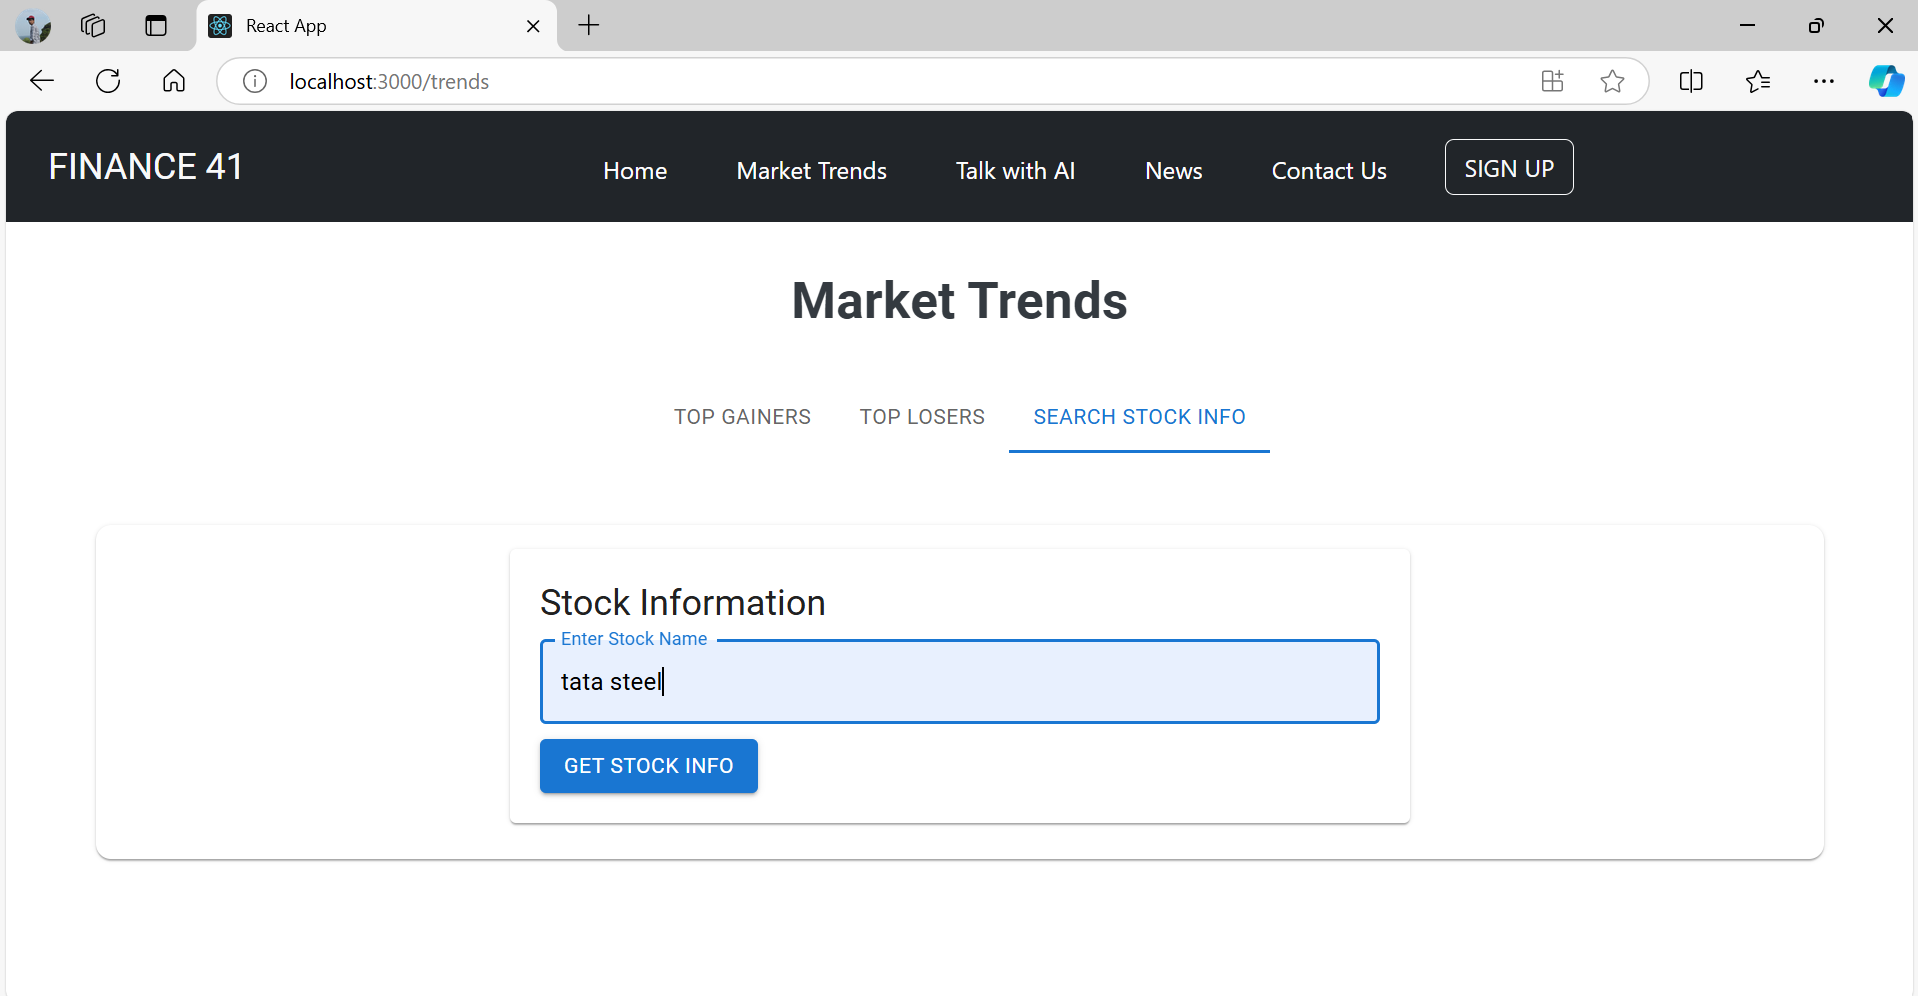 React App
localhost:3000/trends
FINANCE 41
Home
Market Trends
Talk with AI
News
Contact Us
SIGN UP
Market Trends
TOP GAINERS
TOP LOSERS
SEARCH STOCK INFO
Stock Information
Enter Stock Name
tata steel
GET STOCK INFO